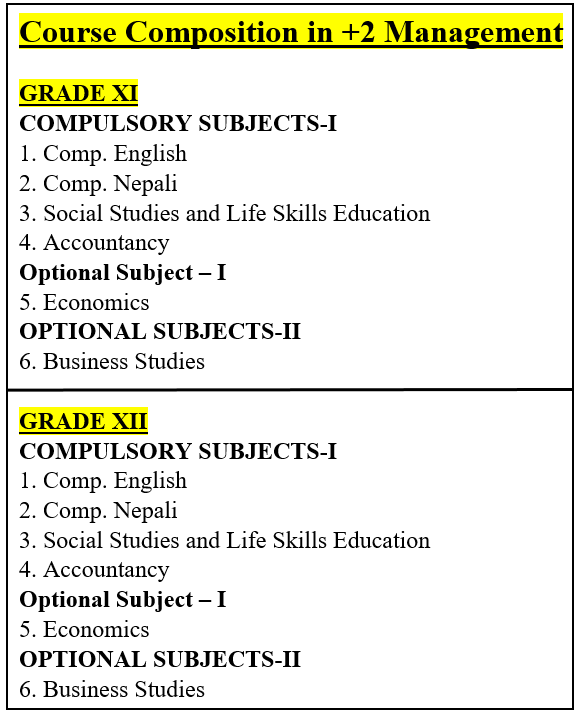 Course Composition in +2 Management
GRADE XI
COMPULSORY SUBJECTS-I
1. Comp. English
2. Comp. Nepali
3. Social Studies and Life Skills Education
4. Accountancy
Optional Subject – I
5. Economics
OPTIONAL SUBJECTS-II
6. Business Studies
GRADE XII
COMPULSORY SUBJECTS-I
1. Comp. English
2. Comp. Nepali
3. Social Studies and Life Skills Education
4. Accountancy
Optional Subject – I
5. Economics
OPTIONAL SUBJECTS-II
6. Business Studies